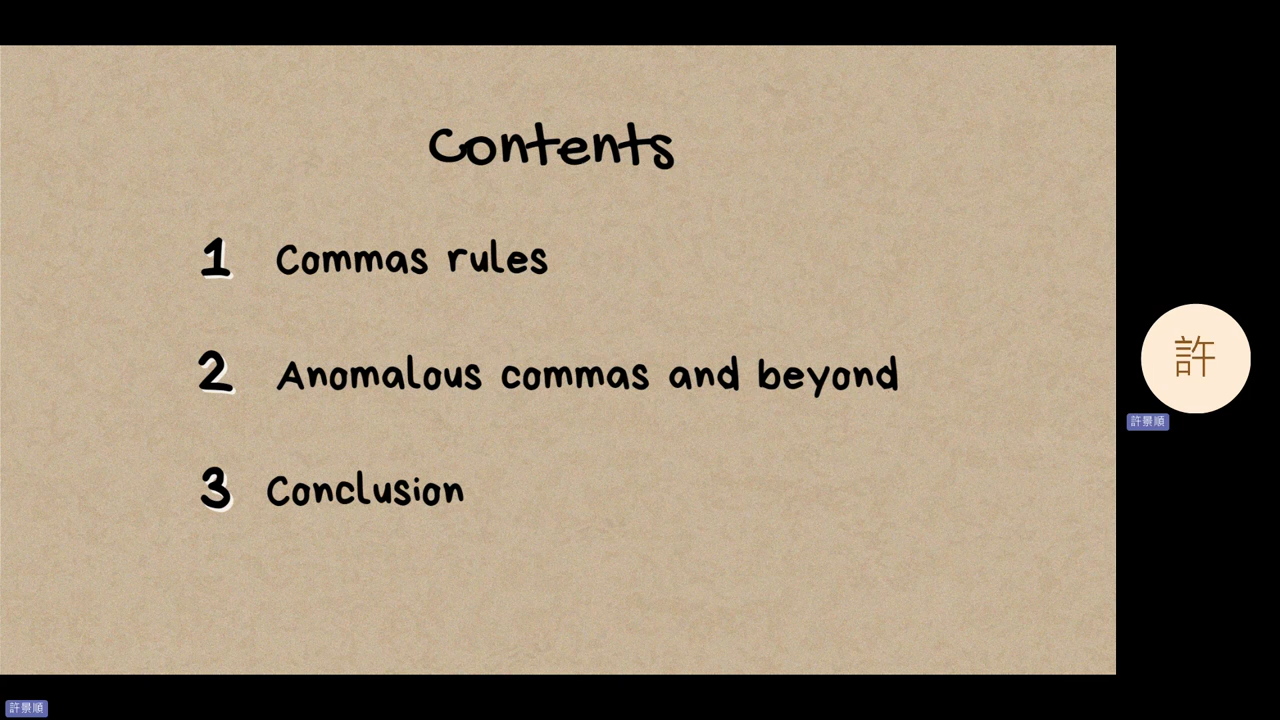 Contents
1 Commas rules
2 Anomalous commas and beyond
3 Conclusion
許
許景順
許景順